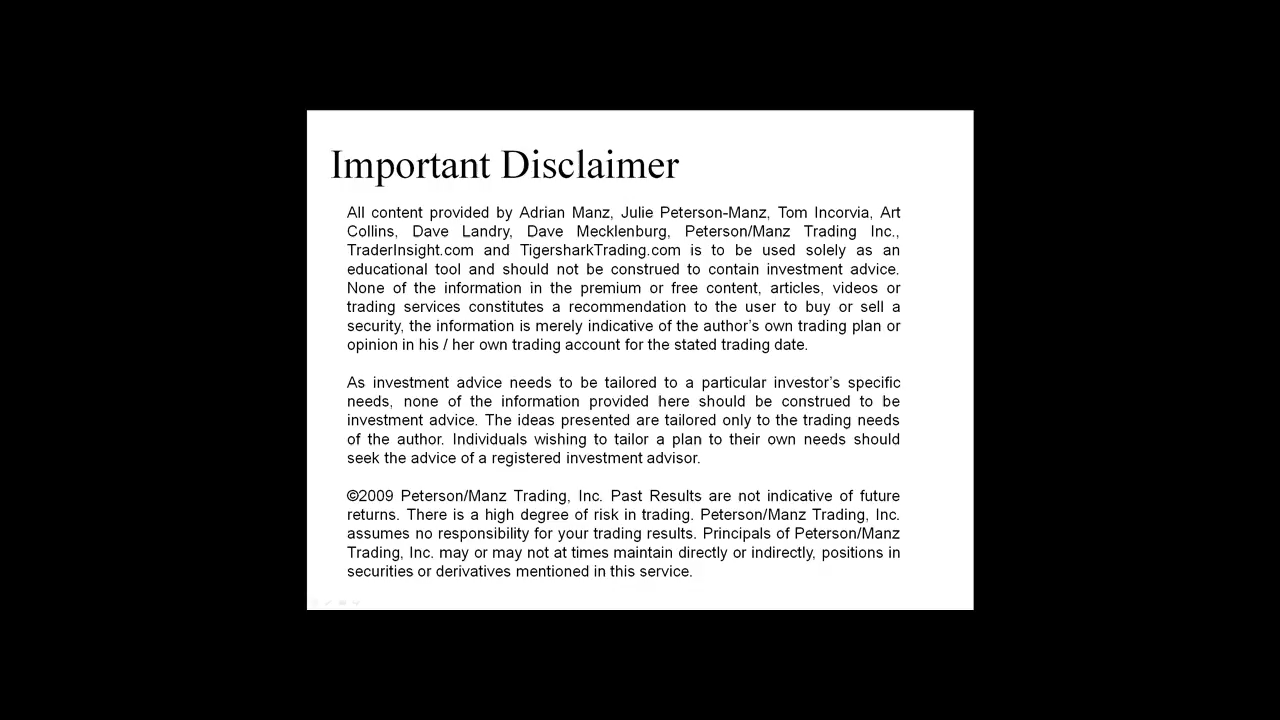 Important Disclaimer
All content provided by Adrian Manz, Julie Peterson-Manz, Tom Incorvia, Art
Collins, Dave Landry, Dave Mecklenburg, Peterson/Manz Trading Inc.,
TraderInsight.com and TigersharkTrading.com is to be used solely as an
educational tool and should not be construed to contain investment advice.
None of the information in the premium or free content, articles, videos or
trading services constitutes a recommendation to the user to buy or sell a
security, the information is merely indicative of the author’s own trading plan or
opinion in his / her own trading account for the stated trading date.
As investment advice needs to be tailored to a particular investor’s specific
needs, none of the information provided here should be construed to be
investment advice. The ideas presented are tailored only to the trading needs
of the author. Individuals wishing to tailor a plan to their own needs should
seek the advice of a registered investment advisor.
©2009 Peterson/Manz Trading, Inc. Past Results are not indicative of future
returns. There is a high degree of risk in trading. Peterson/Manz Trading, Inc.
assumes no responsibility for your trading results. Principals of Peterson/Manz
Trading, Inc. may or may not at times maintain directly or indirectly, positions in
securities or derivatives mentioned in this service.